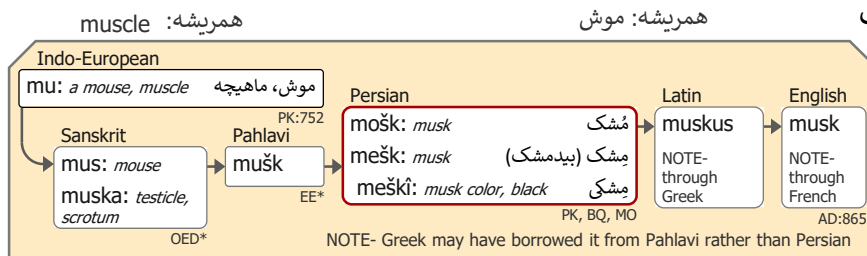 همریشه: muscle
همریشه: موش
Indo-European
mu: a mouse, muscle موش، ماهیچه
PK:752
Sanskrit
mus: mouse
muska: testicle,
scrotum
OED*
Pahlavi
mušk
EE*
Persian
mošk: musk مُشک
mešk: musk مِشک (بیدمشک)
meškî: musk color, black مِشکی
PK, BQ, MO
Latin
muskus
NOTE-
through
Greek
English
musk
NOTE-
through
French
AD:865
NOTE- Greek may have borrowed it from Pahlavi rather than Persian